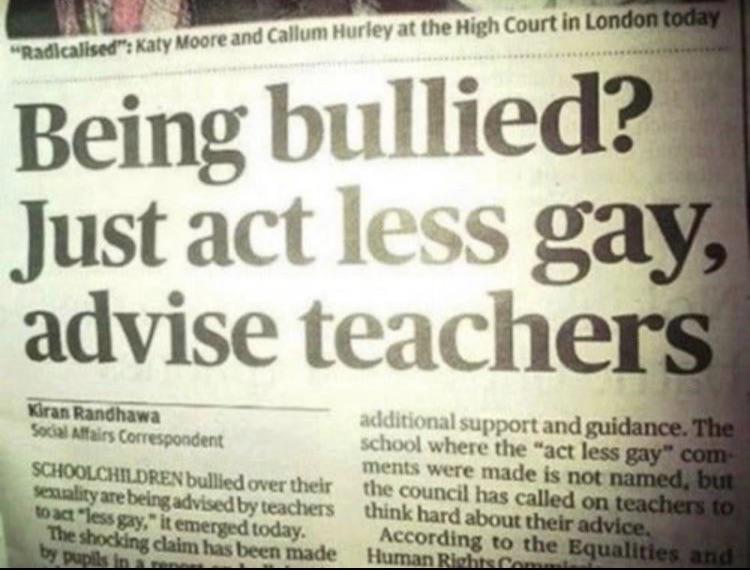 "Radicalised": Katy Moore and Callum Hurley at the High Court in London today
Being bullied?
Just act less gay,
advise teachers
Kiran Randhawa
Social Affairs Correspondent
SCHOOLCHILDREN bullied over their
sexuality are being advised by teachers
to act "less gay," it emerged today.
The shocking claim has been made
by pupils in a report
additional support and guidance. The
school where the "act less gay" com-
ments were made is not named, but
the council has called on teachers to
think hard about their advice.
According to the Equalities and
Human Rights